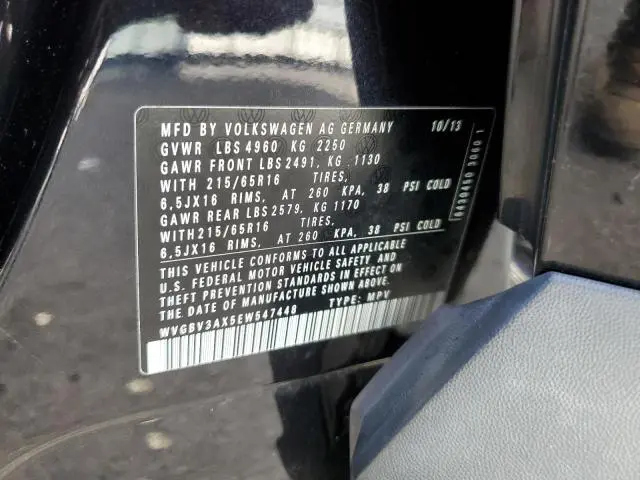 MFD BY VOLKSWAGEN AG GERMANY 10/13
GVWR LBS 4960 KG 2250
GAWR FRONT LBS 2491, KG 1130
WITH 215/65R16 TIRES,
6,5JX16 RIMS, AT 260 KPA, 38 PSI COLD
GAWR REAR LBS 2579, KG 1170
WITH 215/65R16 TIRES,
6,5JX16 RIMS, AT 260 KPA, 38 PSI COLD
THIS VEHICLE CONFORMS TO ALL APPLICABLE
U.S. FEDERAL MOTOR VEHICLE SAFETY AND
THEFT PREVENTION STANDARDS IN EFFECT ON
THE DATE OF MANUFACTURE SHOWN ABOVE.
WVGBV3AX5EW547448 TYPE: MPV